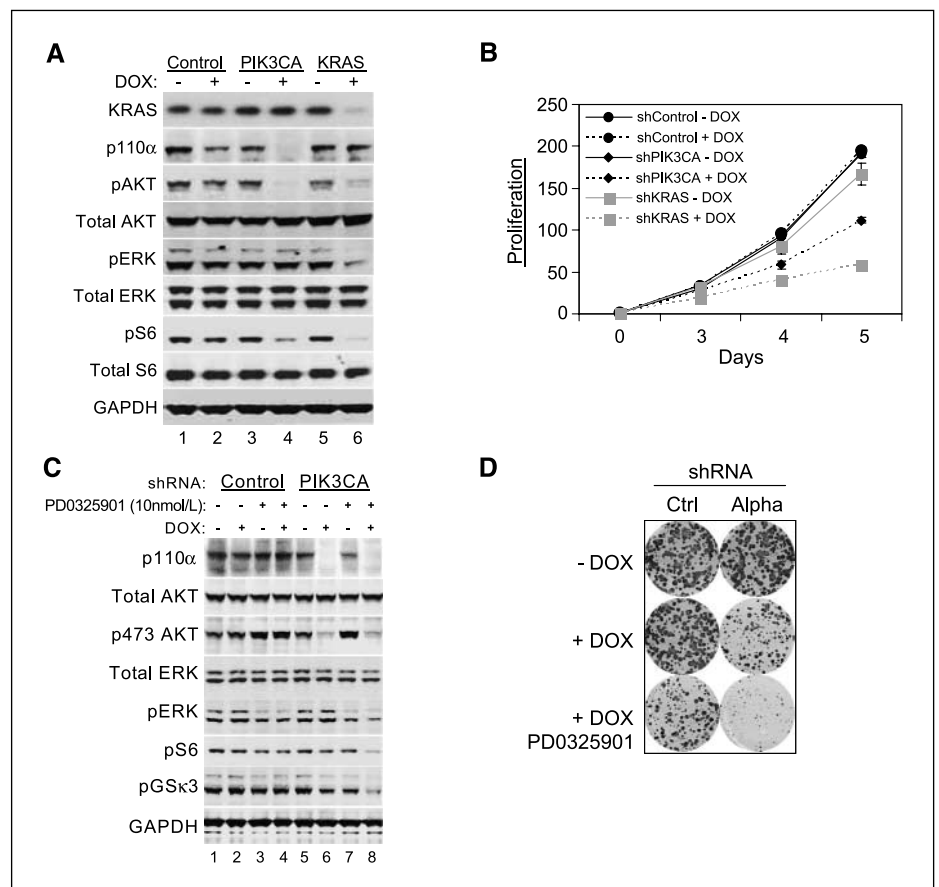 A
Control PIK3CA KRAS
DOX: - + - + - +
KRAS
p110α
pAKT
Total AKT
pERK
Total ERK
pS6
Total S6
GAPDH
1 2 3 4 5 6
B
250
200
150
100
50
0
Proliferation
shControl - DOX
shControl + DOX
shPIK3CA - DOX
shPIK3CA + DOX
shKRAS - DOX
shKRAS + DOX
0 3 4 5
Days
C
shRNA: Control PIK3CA
PD0325901 (10nmol/L): - - + + - - + +
DOX: - + - + - + - +
p110α
Total AKT
p473 AKT
Total ERK
pERK
pS6
pGSκ3
GAPDH
1 2 3 4 5 6 7 8
D
shRNA
Ctrl Alpha
- DOX
+ DOX
+ DOX
PD0325901